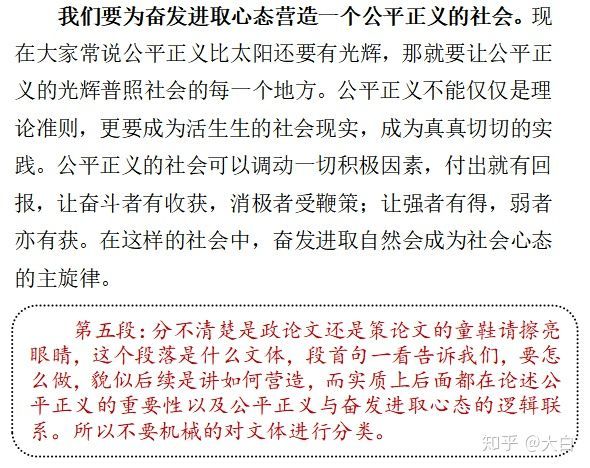 我们要为奋发进取心态营造一个公平正义的社会。现
在大家常说公平正义比太阳还要有光辉，那就要让公平正
义的光辉普照社会的每一个地方。公平正义不能仅仅是理
论准则，更要成为活生生的社会现实，成为真真切切的实
践。公平正义的社会可以调动一切积极因素，付出就有回
报，让奋斗者有收获，消极者受鞭策；让强者有得，弱者
亦有获。在这样的社会中，奋发进取自然会成为社会心态
的主旋律。
第五段：分不清楚是政论文还是策论文的童鞋请擦亮
眼睛，这个段落是什么文体，段首句一看告诉我们，要怎
么做，貌似后续是讲如何营造，而实质上后面都在论述公
平正义的重要性以及公平正义与奋发进取心态的逻辑联
系。所以不要机械的对文体进行分类。
知乎 @大白